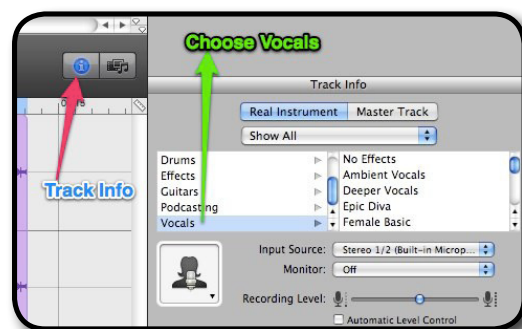 Choose Vocals
Track Info
Real Instrument Master Track
Show All
Drums
Effects
Guitars
Podcasting
Vocals
No Effects
Ambient Vocals
Deeper Vocals
Epic Diva
Female Basic
Track Info
Input Source: Stereo 1/2 (Built-in Microp...
Monitor: Off
Recording Level:
Automatic Level Control